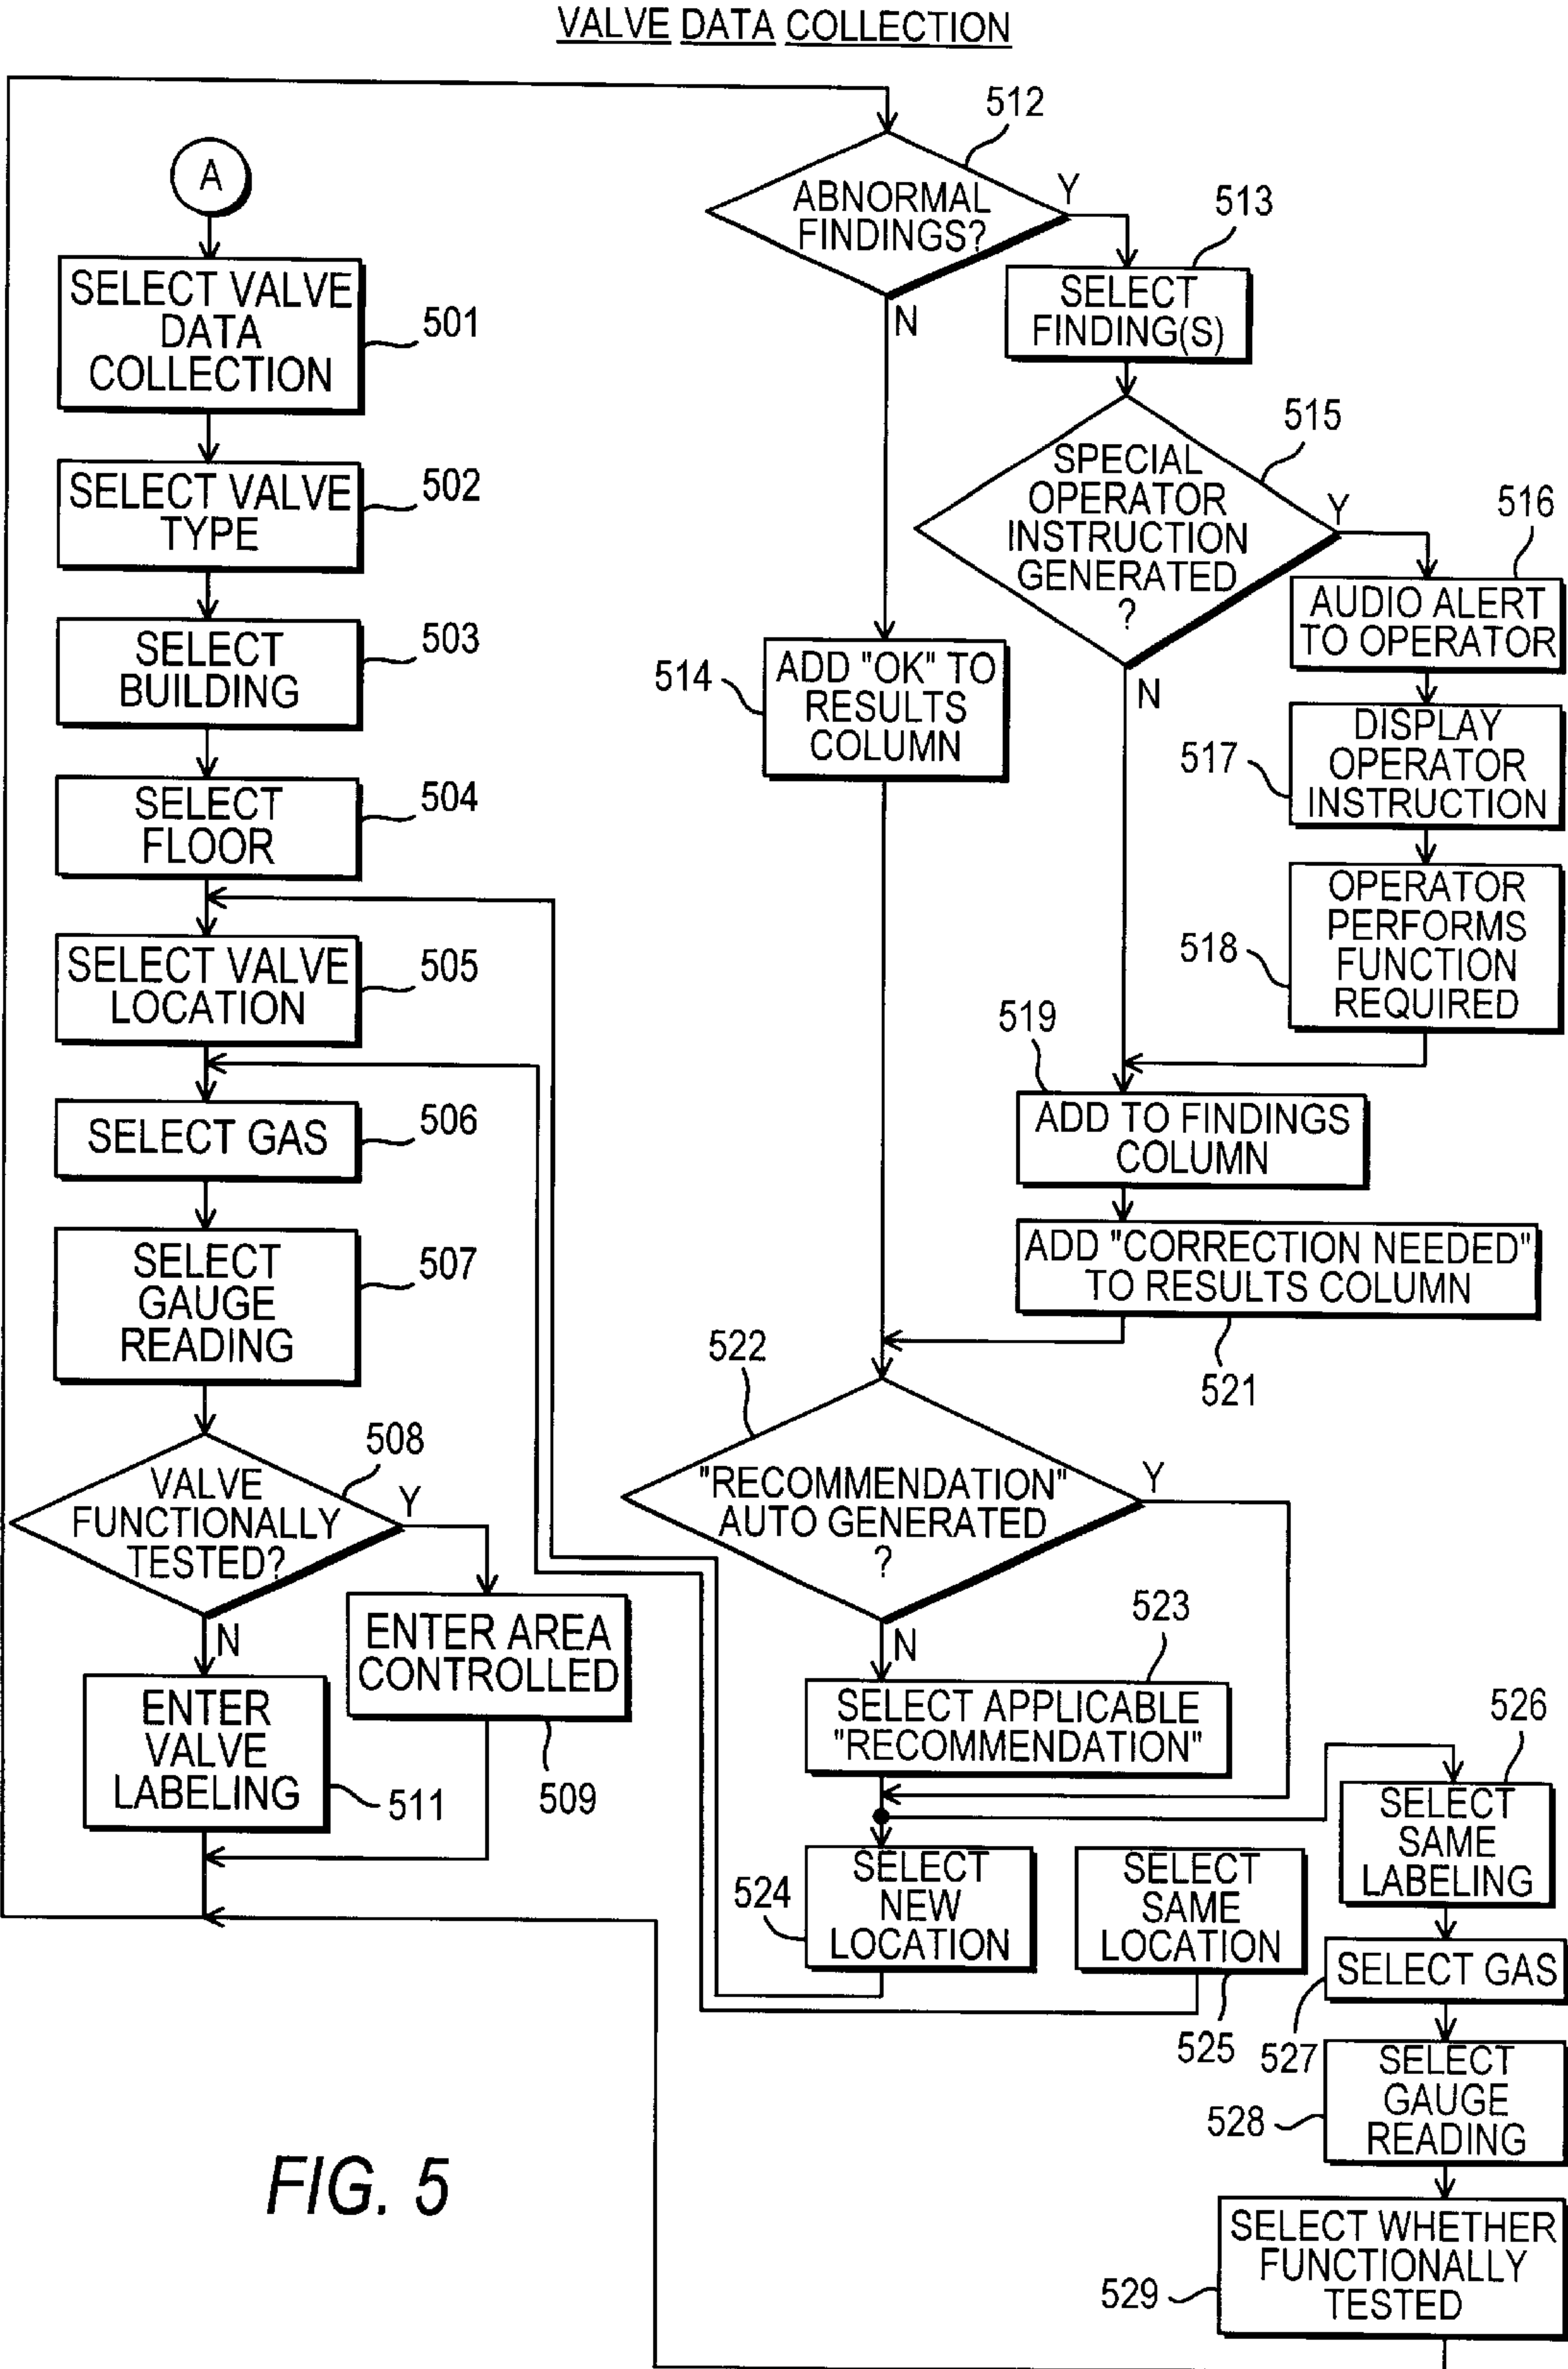 VALVE DATA COLLECTION
A
SELECT VALVE
DATA
COLLECTION
501
SELECT VALVE
TYPE
502
SELECT
BUILDING
503
SELECT
FLOOR
504
SELECT VALVE
LOCATION
505
SELECT GAS
506
SELECT
GAUGE
READING
507
VALVE
FUNCTIONALLY
TESTED?
508
Y
N
ENTER AREA
CONTROLLED
509
ENTER
VALVE
LABELING
511
ABNORMAL
FINDINGS?
512
Y
N
SELECT
FINDING(S)
513
514
ADD "OK" TO
RESULTS
COLUMN
SPECIAL
OPERATOR
INSTRUCTION
GENERATED
?
515
Y
N
516
AUDIO ALERT
TO OPERATOR
517
DISPLAY
OPERATOR
INSTRUCTION
518
OPERATOR
PERFORMS
FUNCTION
REQUIRED
519
ADD TO FINDINGS
COLUMN
ADD "CORRECTION NEEDED"
TO RESULTS COLUMN
521
522
"RECOMMENDATION"
AUTO GENERATED
?
Y
N
523
SELECT APPLICABLE
"RECOMMENDATION"
524
SELECT
NEW
LOCATION
SELECT
SAME
LOCATION
525
526
SELECT
SAME
LABELING
527
SELECT GAS
528
SELECT
GAUGE
READING
529
SELECT WHETHER
FUNCTIONALLY
TESTED
FIG. 5